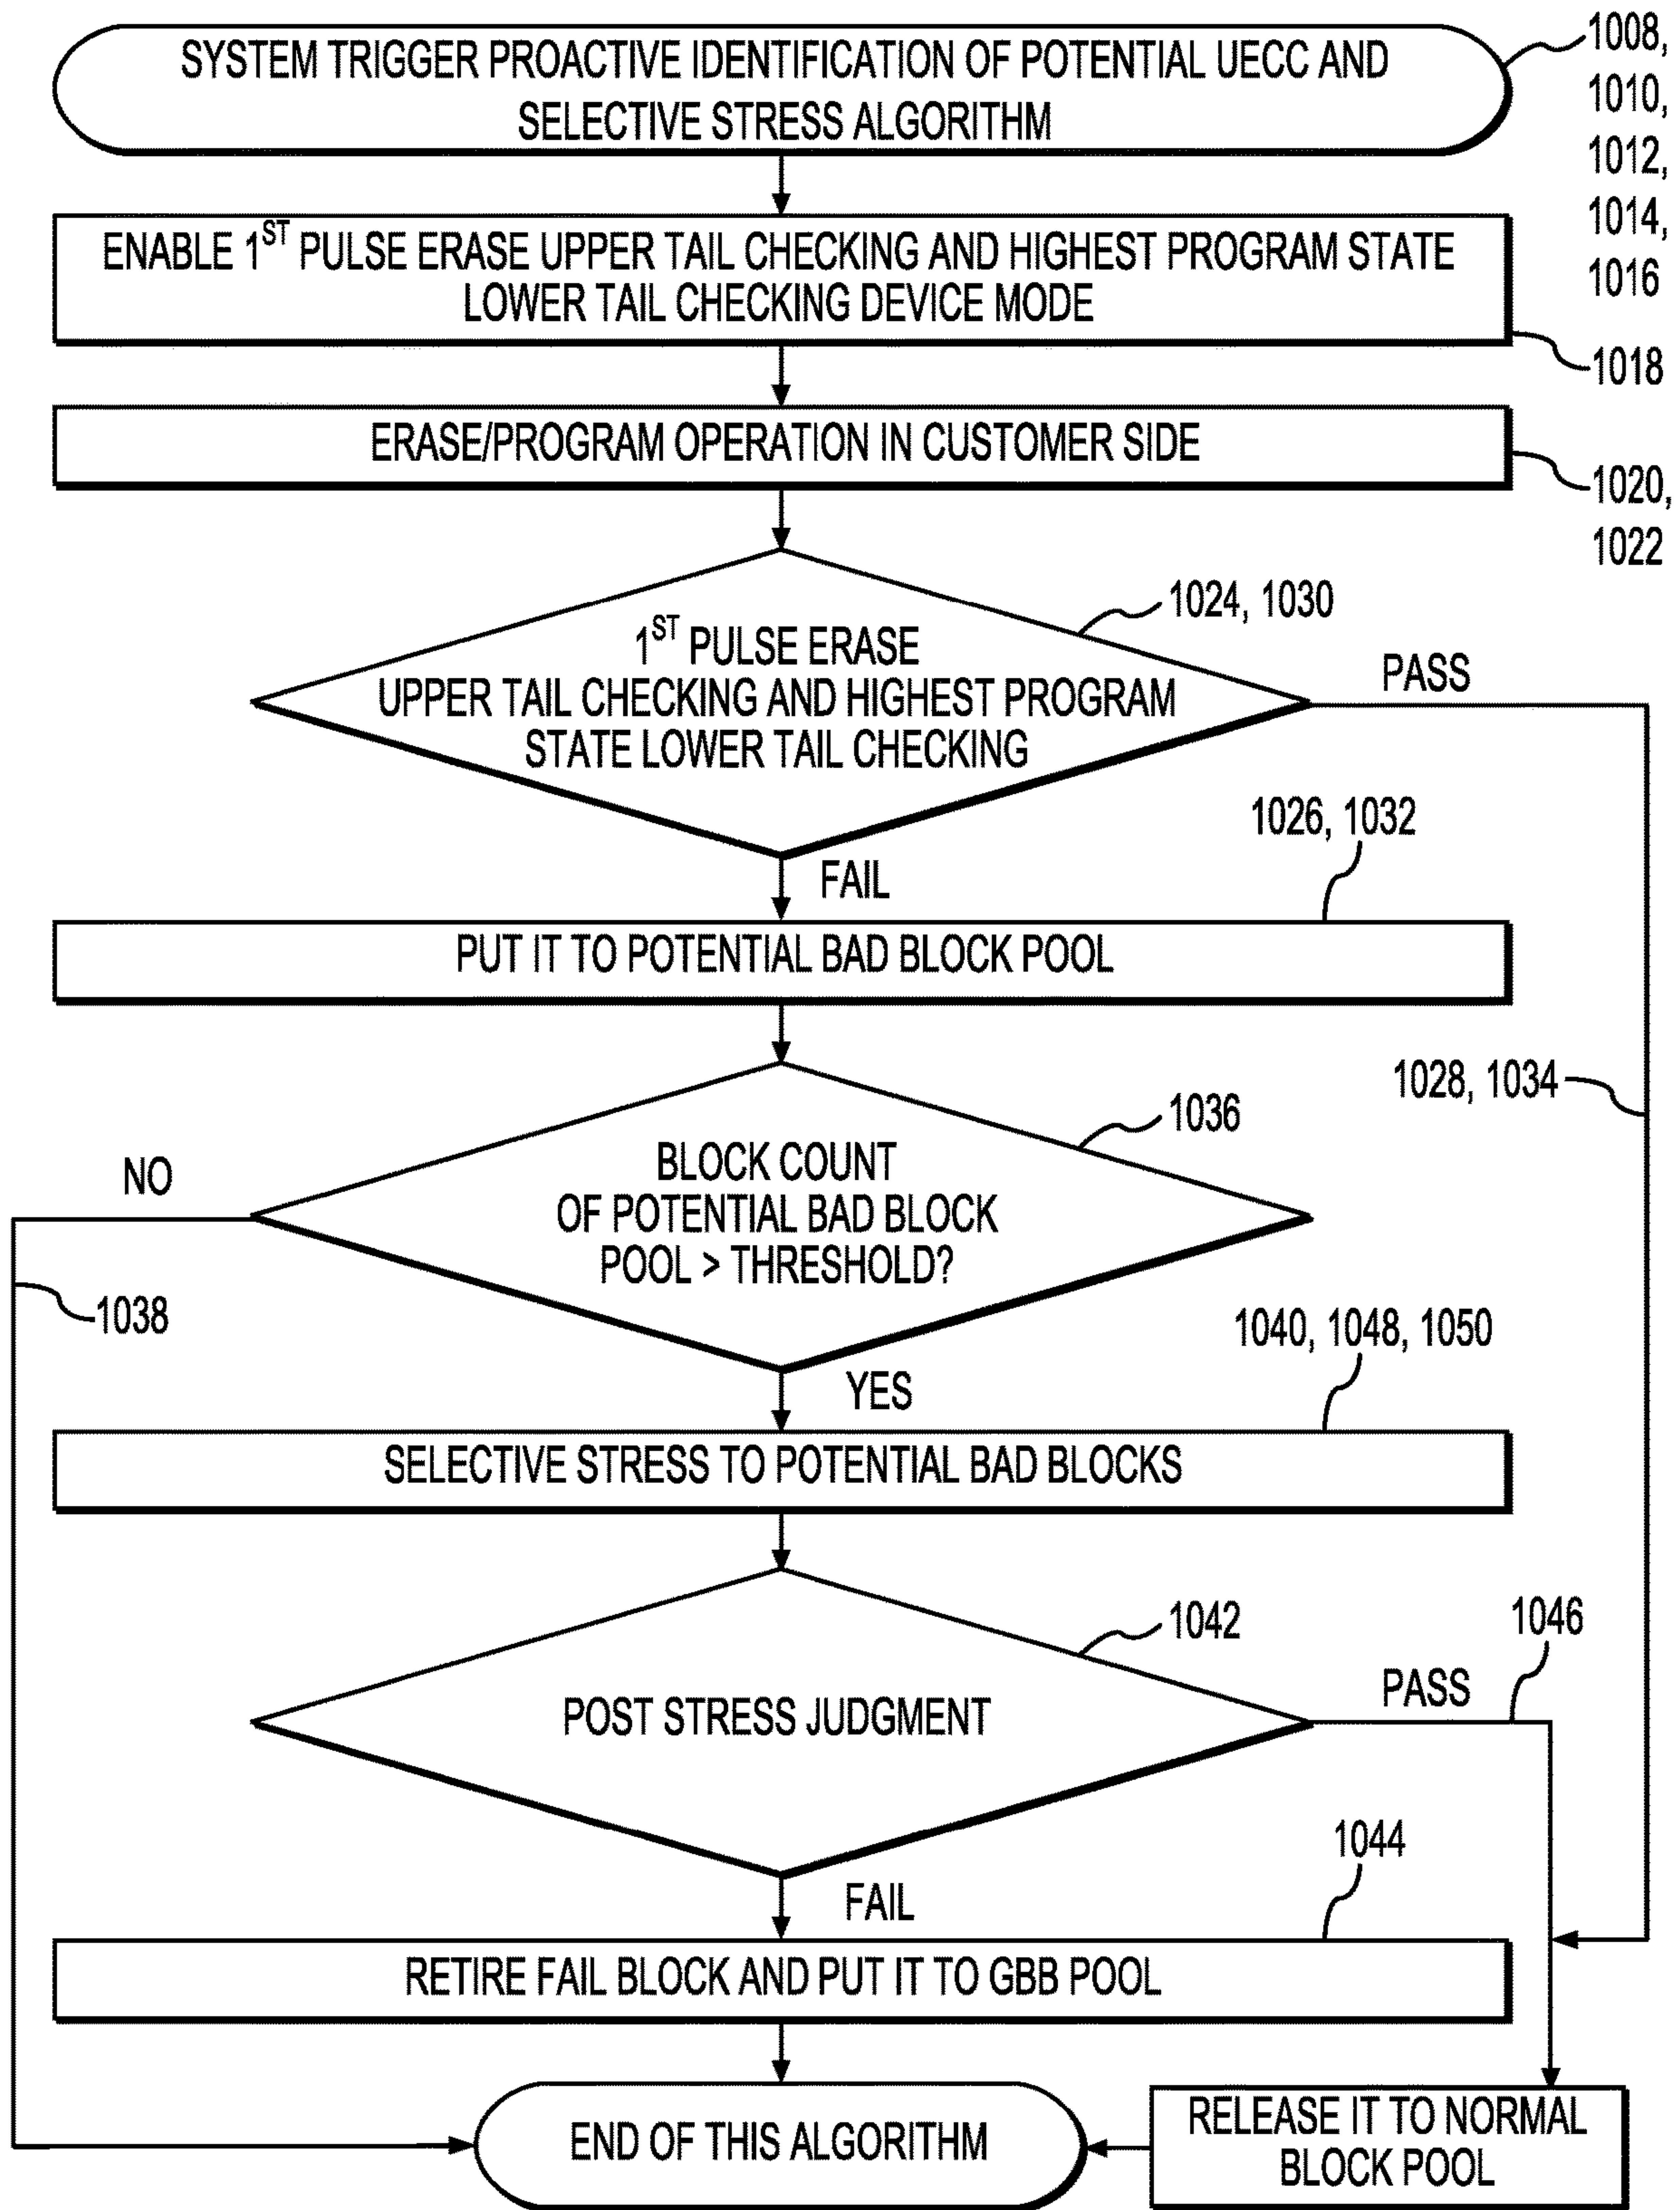 SYSTEM TRIGGER PROACTIVE IDENTIFICATION OF POTENTIAL UECC AND
SELECTIVE STRESS ALGORITHM
1008,
1010,
1012,
1014,
1016
ENABLE 1ST PULSE ERASE UPPER TAIL CHECKING AND HIGHEST PROGRAM STATE
LOWER TAIL CHECKING DEVICE MODE
1018
ERASE/PROGRAM OPERATION IN CUSTOMER SIDE
1020,
1022
1024, 1030
1ST PULSE ERASE
UPPER TAIL CHECKING AND HIGHEST PROGRAM
STATE LOWER TAIL CHECKING
PASS
FAIL
1026, 1032
PUT IT TO POTENTIAL BAD BLOCK POOL
1028, 1034
1036
BLOCK COUNT
OF POTENTIAL BAD BLOCK
POOL > THRESHOLD?
NO
1038
YES
1040, 1048, 1050
SELECTIVE STRESS TO POTENTIAL BAD BLOCKS
1042
POST STRESS JUDGMENT
PASS
1046
FAIL
1044
RETIRE FAIL BLOCK AND PUT IT TO GBB POOL
END OF THIS ALGORITHM
RELEASE IT TO NORMAL
BLOCK POOL